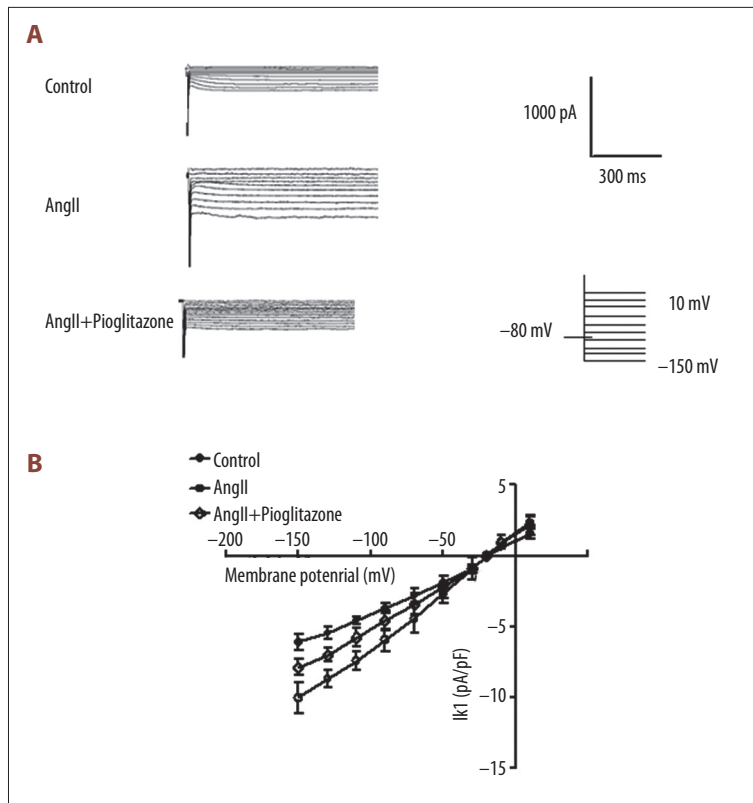 A
Control
AngII
AngII+Pioglitazone
1000 pA
300 ms
10 mV
−80 mV
−150 mV
B
Control
AngII
AngII+Pioglitazone
5
−200 −150 −100 −50
Membrane potenrial (mV)
−5
−10
−15
Ik1 (pA/pF)